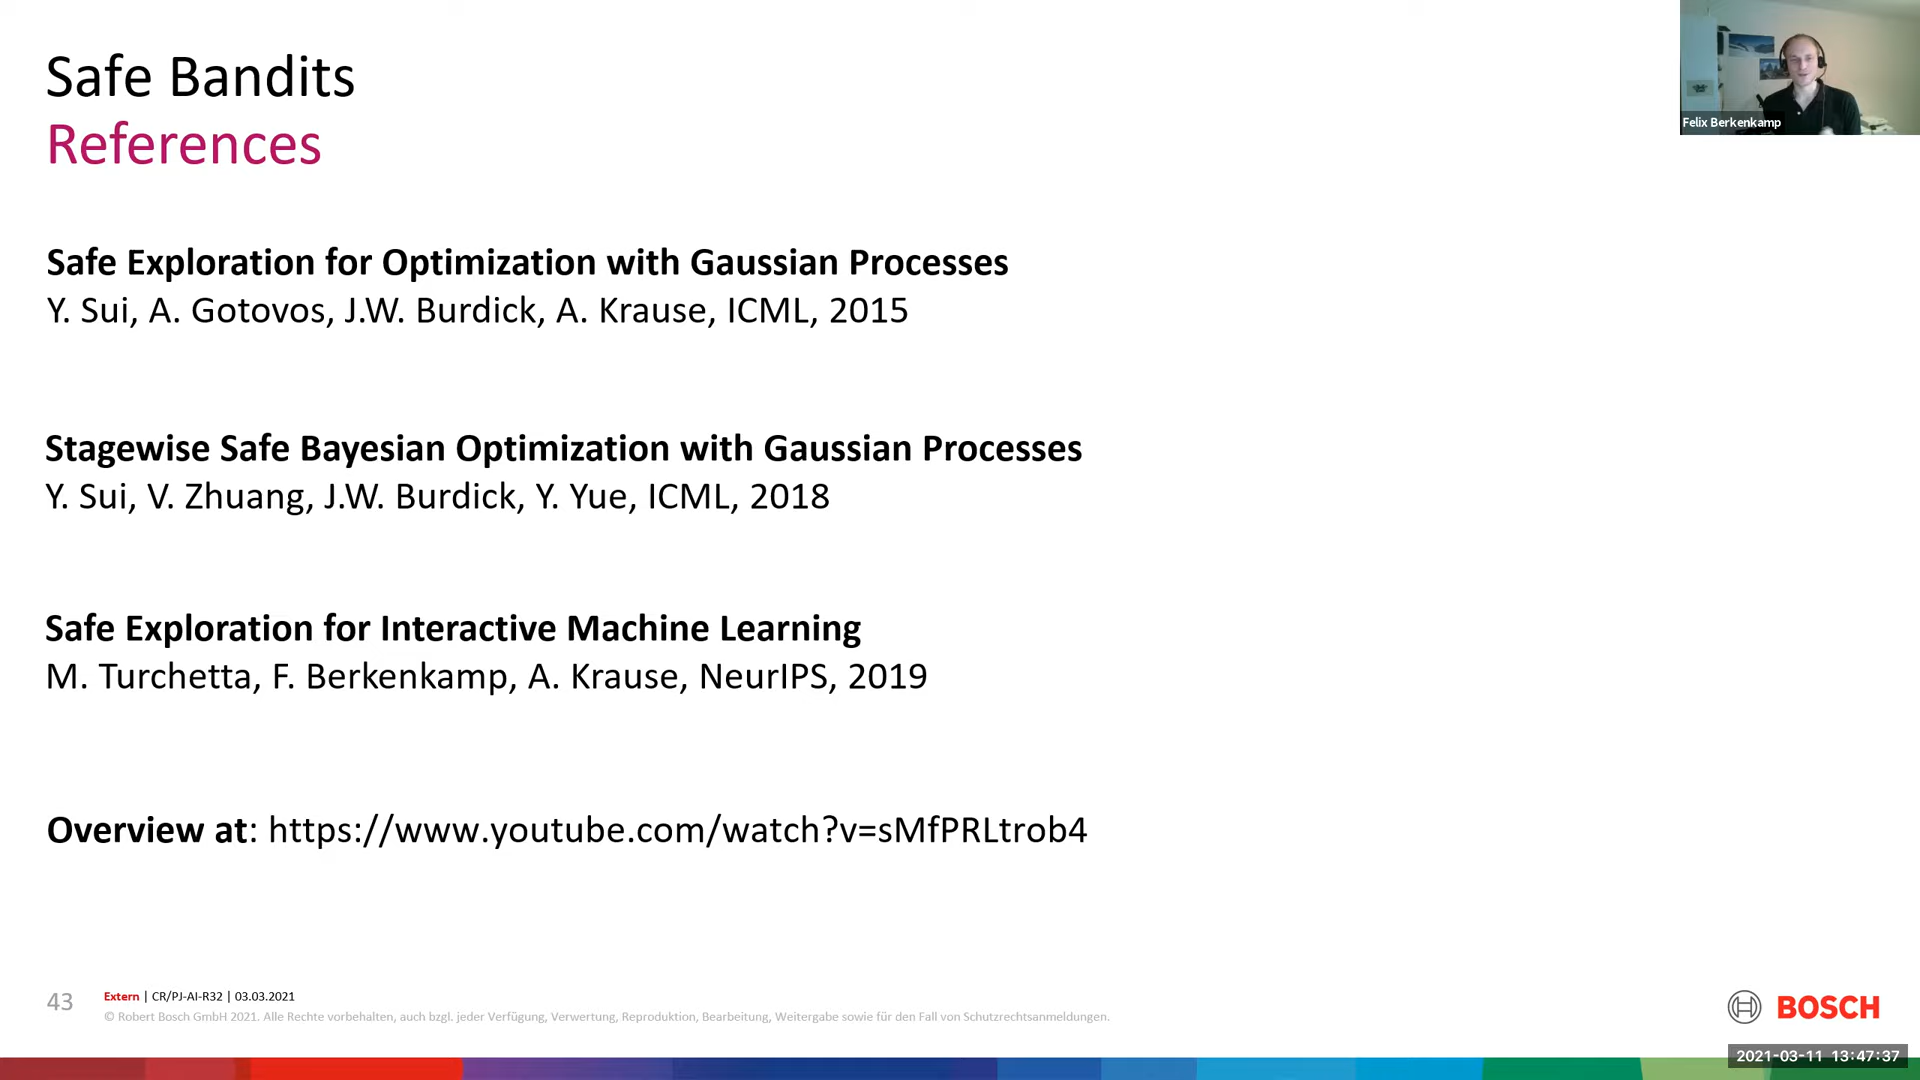 Safe Bandits
References
Felix Berkenkamp
Safe Exploration for Optimization with Gaussian Processes
Y. Sui, A. Gotovos, J.W. Burdick, A. Krause, ICML, 2015
Stagewise Safe Bayesian Optimization with Gaussian Processes
Y. Sui, V. Zhuang, J.W. Burdick, Y. Yue, ICML, 2018
Safe Exploration for Interactive Machine Learning
M. Turchetta, F. Berkenkamp, A. Krause, NeurIPS, 2019
Overview at: https://www.youtube.com/watch?v=sMfPRLtrob4
43
Extern | CR/PJ-AI-R32 | 03.03.2021
© Robert Bosch GmbH 2021. Alle Rechte vorbehalten, auch bzgl. jeder Verfügung, Verwertung, Reproduktion, Bearbeitung, Weitergabe sowie für den Fall von Schutzrechtsanmeldungen.
BOSCH
2021-03-11 13:47:37